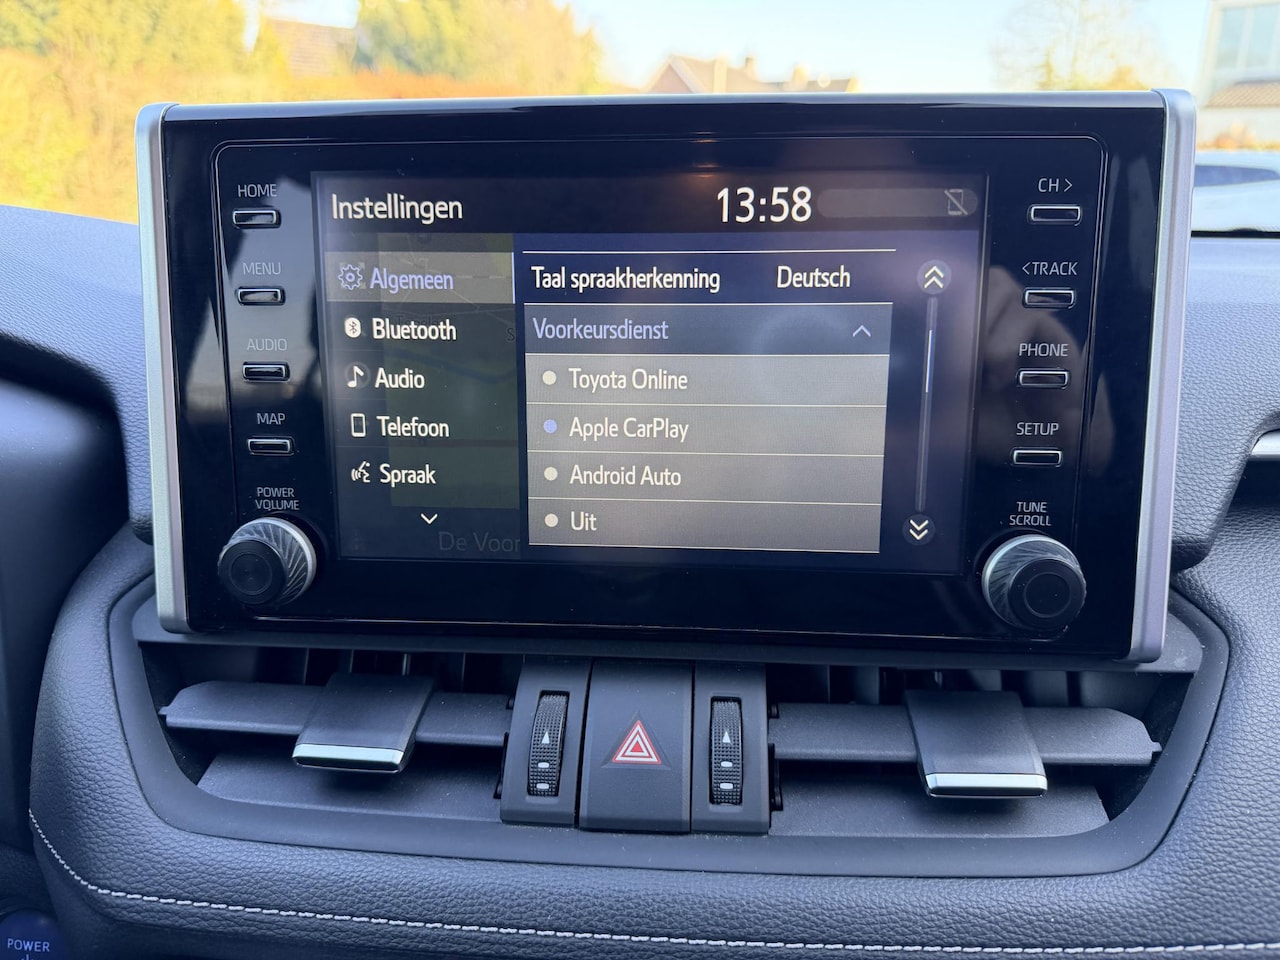 HOME
MENU
AUDIO
MAP
POWER
VOLUME
Instellingen
13:58
Algemeen
Bluetooth
Audio
Telefoon
Spraak
De Voor
Taal spraakherkenning Deutsch
Voorkeursdienst
Toyota Online
Apple CarPlay
Android Auto
Uit
CH >
< TRACK
PHONE
SETUP
TUNE
SCROLL
POWER